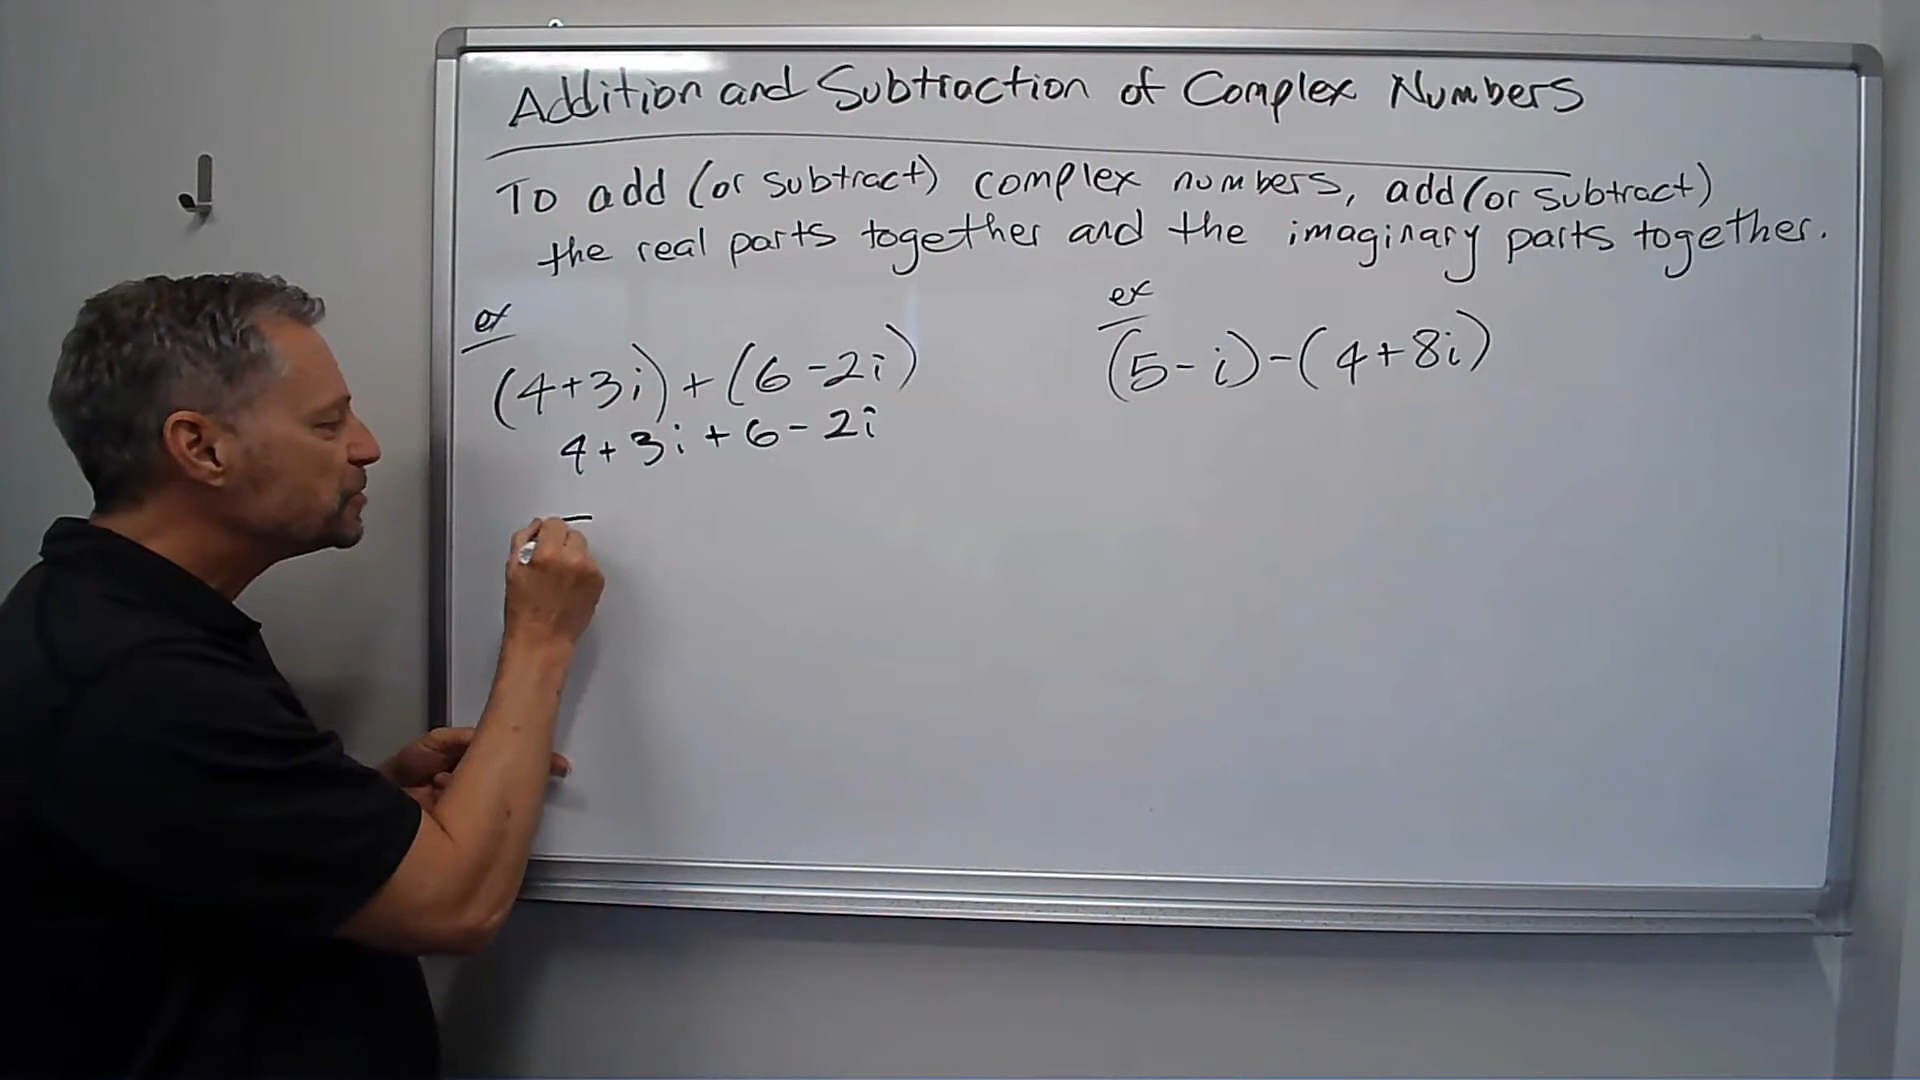 Addition and Subtraction of Complex Numbers
To add (or subtract) complex numbers, add (or subtract)
the real parts together and the imaginary parts together.
ex
(4+3i)+(6-2i)
4+3i+6-2i
ex
(5-i)-(4+8i)